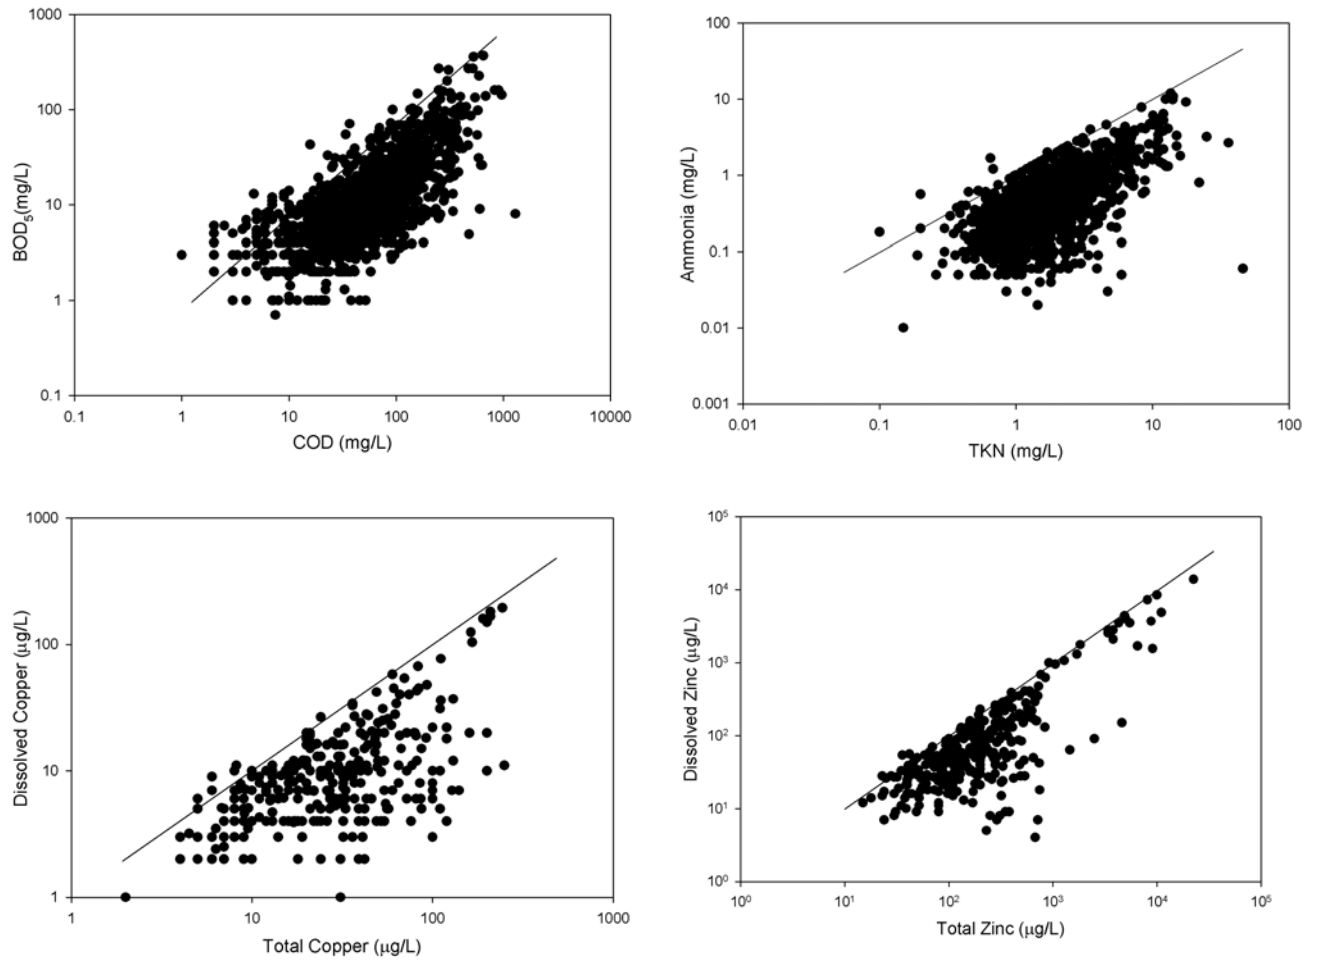 1000
100
10
1
0.1
BOD5(mg/L)
0.1 1 10 100 1000 10000
COD (mg/L)
100
10
1
0.1
0.01
0.001
Ammonia (mg/L)
0.01 0.1 1 10 100
TKN (mg/L)
1000
100
10
1
Dissolved Copper (µg/L)
1 10 100 1000
Total Copper (µg/L)
10⁵
10⁴
10³
10²
10¹
10⁰
Dissolved Zinc (µg/L)
10⁰ 10¹ 10² 10³ 10⁴ 10⁵
Total Zinc (µg/L)